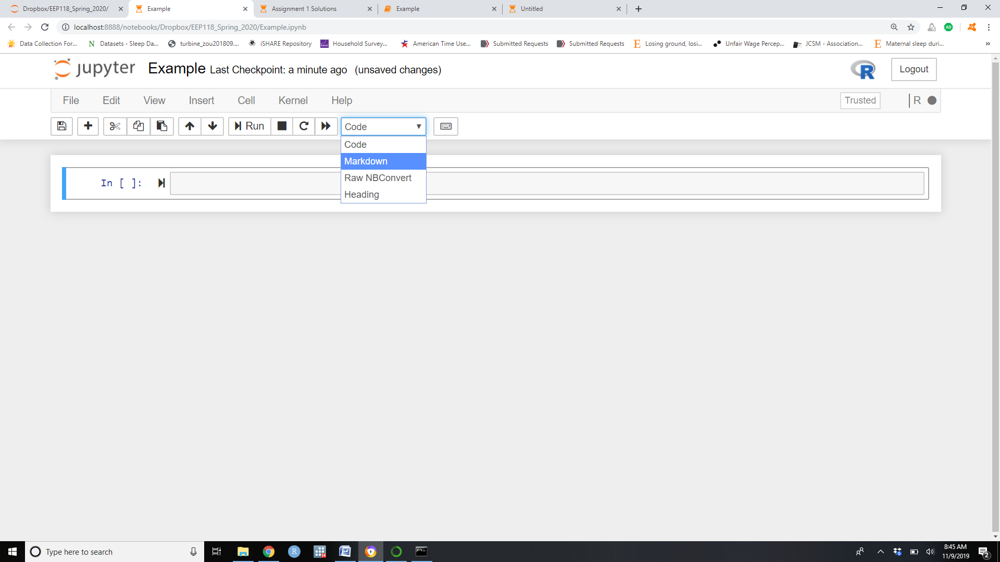 Dropbox/EEP118_Spring_2020/
Example
Assignment 1 Solutions
Example
Untitled
localhost:8888/notebooks/Dropbox/EEP118_Spring_2020/Example.ipynb
AD
Data Collection For...
N Datasets - Sleep Da...
turbine_zou201809....
iSHARE Repository
RAND Household Survey...
American Time Use...
Submitted Requests
Submitted Requests
E Losing ground, losi...
Unfair Wage Percep...
JCSM - Association...
E Maternal sleep duri...
»
jupyter Example Last Checkpoint: a minute ago (unsaved changes)
R
Logout
File Edit View Insert Cell Kernel Help
Trusted
R
Run
Code
Code
Markdown
Raw NBConvert
Heading
In [ ]:
Type here to search
R
14
W
8:45 AM
11/9/2019
2